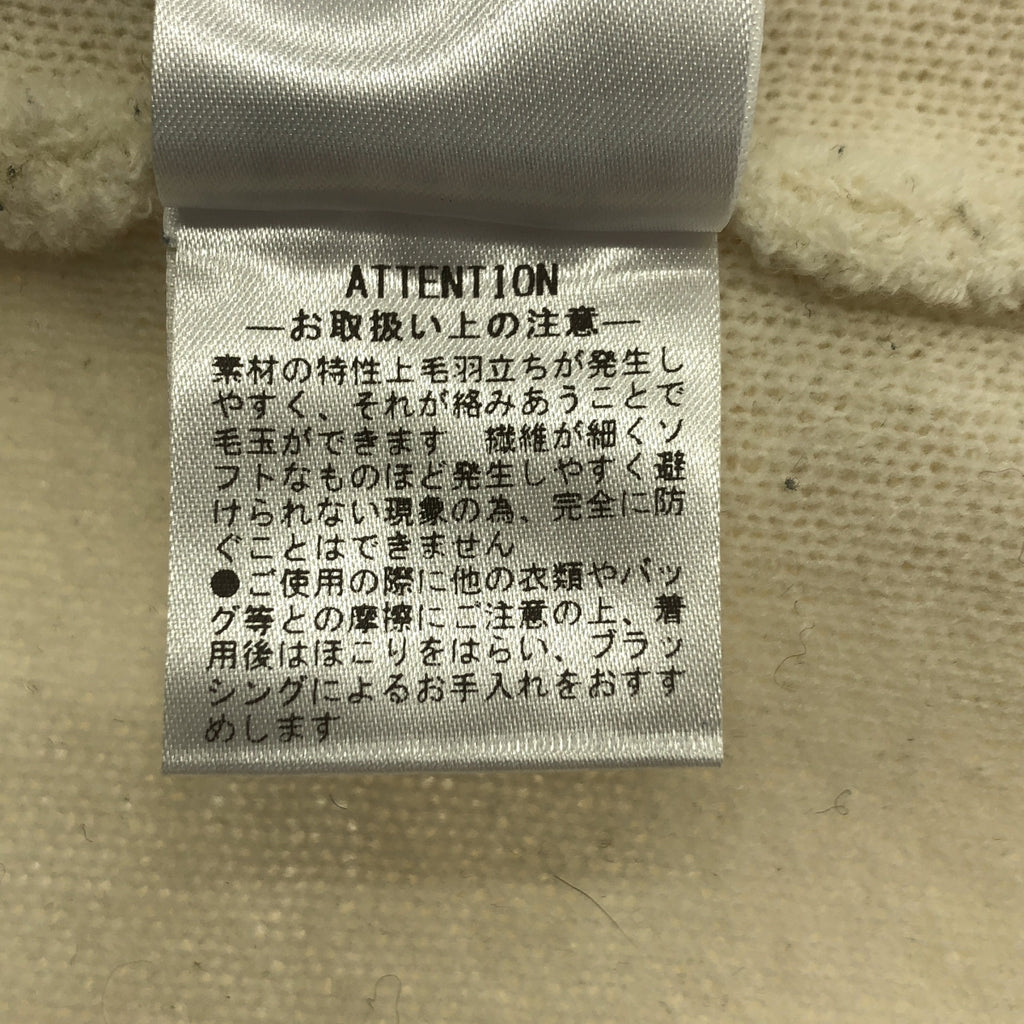 ATTENTION
―お取扱い上の注意―
素材の特性上毛羽立ちが発生し
やすく、それが絡みあうことで
毛玉ができます　繊維が細くソ
フトなものほど発生しやすく避
けられない現象の為、完全に防
ぐことはできません
●ご使用の際に他の衣類やバッ
グ等との摩擦にご注意の上、着
用後はほこりをはらい、ブラッ
シングによるお手入れをおすす
めします